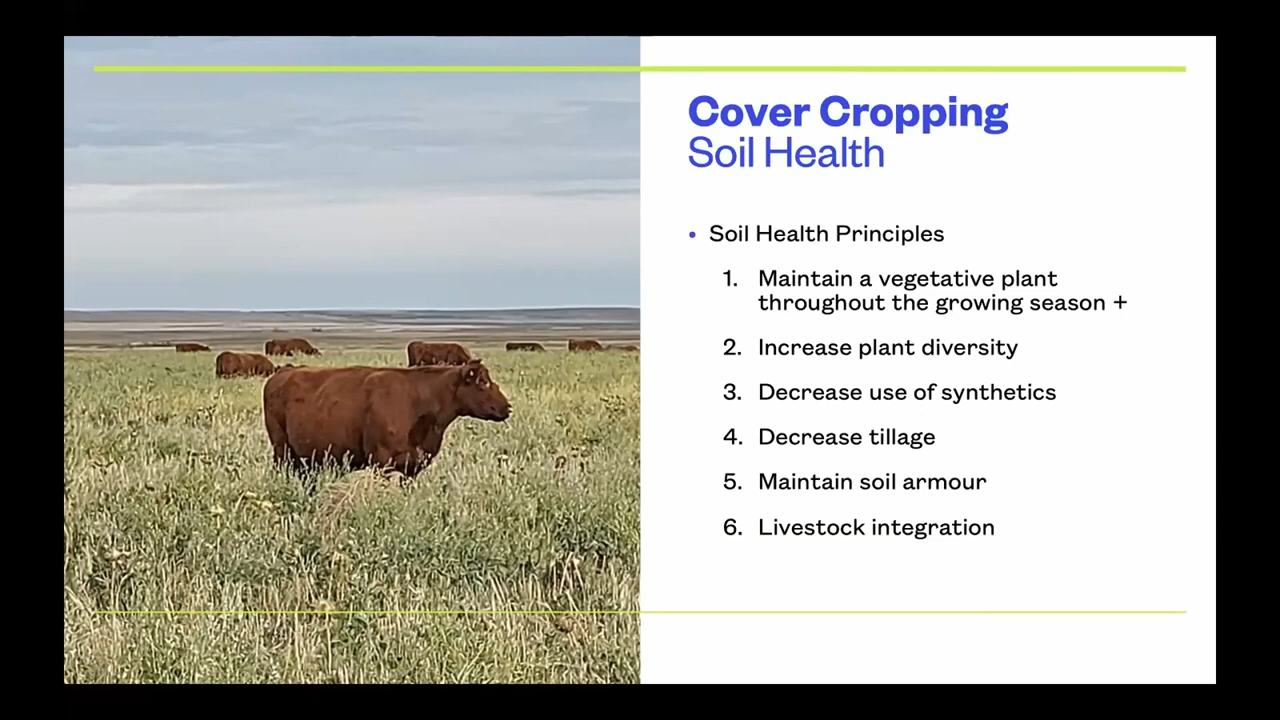 Cover Cropping
Soil Health
• Soil Health Principles
1. Maintain a vegetative plant
throughout the growing season +
2. Increase plant diversity
3. Decrease use of synthetics
4. Decrease tillage
5. Maintain soil armour
6. Livestock integration